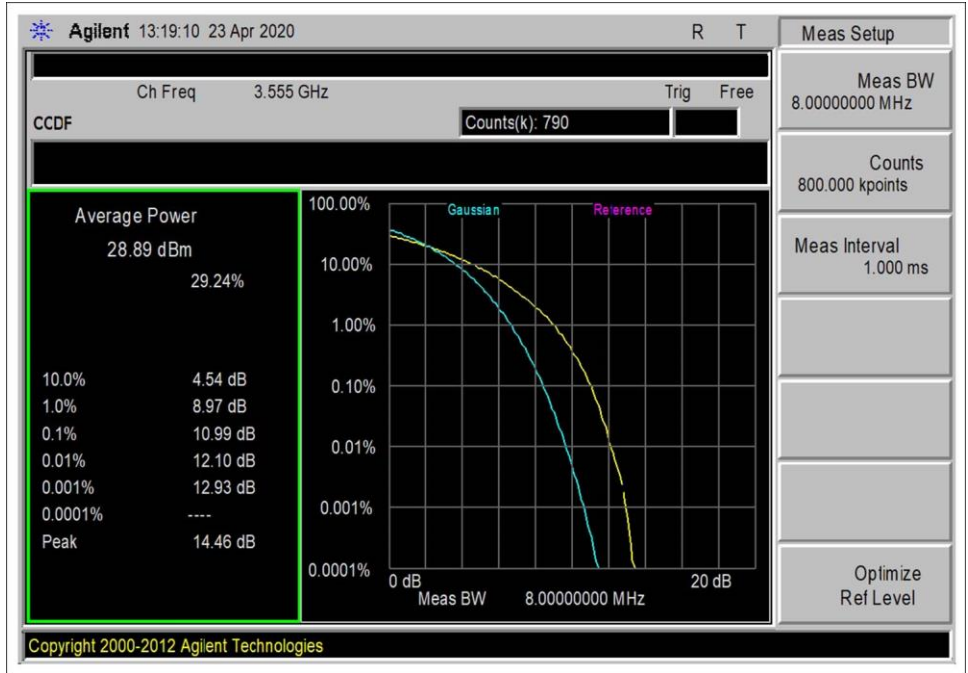 Agilent 13:19:10 23 Apr 2020 R T
Ch Freq 3.555 GHz Trig Free
CCDF Counts(k): 790
Average Power
28.89 dBm
29.24%
10.0% 4.54 dB
1.0% 8.97 dB
0.1% 10.99 dB
0.01% 12.10 dB
0.001% 12.93 dB
0.0001% ----
Peak 14.46 dB
Gaussian Reference
100.00%
10.00%
1.00%
0.10%
0.01%
0.001%
0.0001%
0 dB 20 dB
Meas BW 8.00000000 MHz
Meas Setup
Meas BW
8.00000000 MHz
Counts
800.000 kpoints
Meas Interval
1.000 ms
Optimize
Ref Level
Copyright 2000-2012 Agilent Technologies